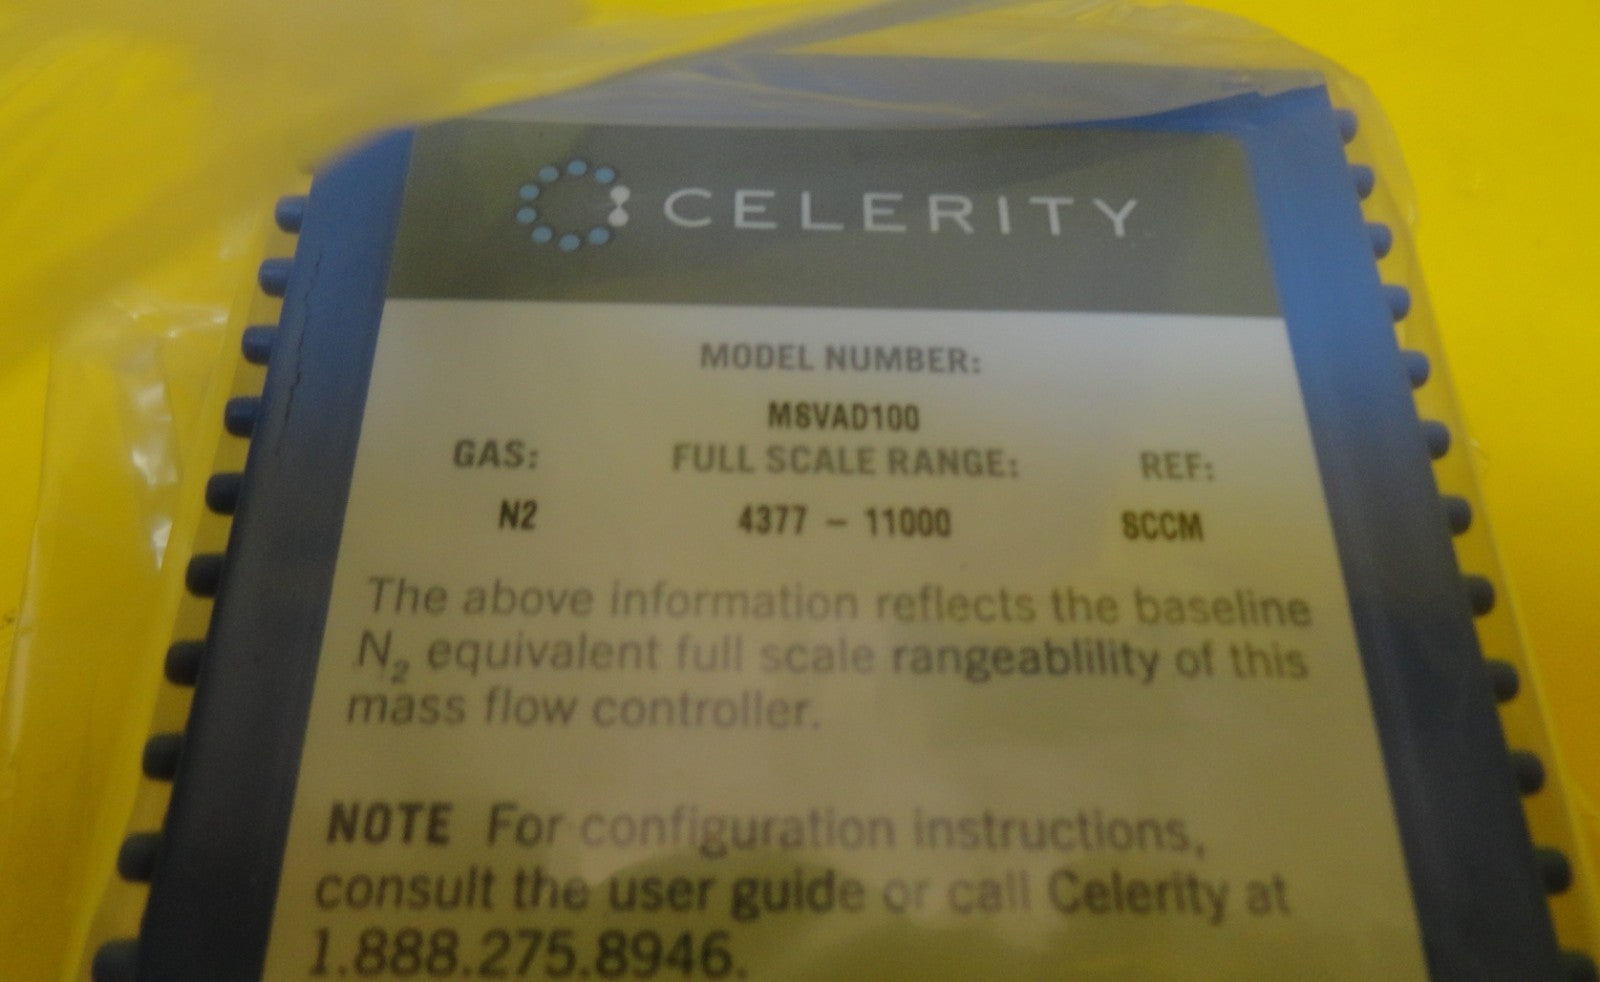 CELERITY
MODEL NUMBER:
MSVAD100
GAS: FULL SCALE RANGE: REF:
N2 4377 - 11000 SCCM
The above information reflects the baseline
N₂ equivalent full scale rangeablility of this
mass flow controller.
NOTE For configuration instructions,
consult the user guide or call Celerity at
1.888.275.8946.